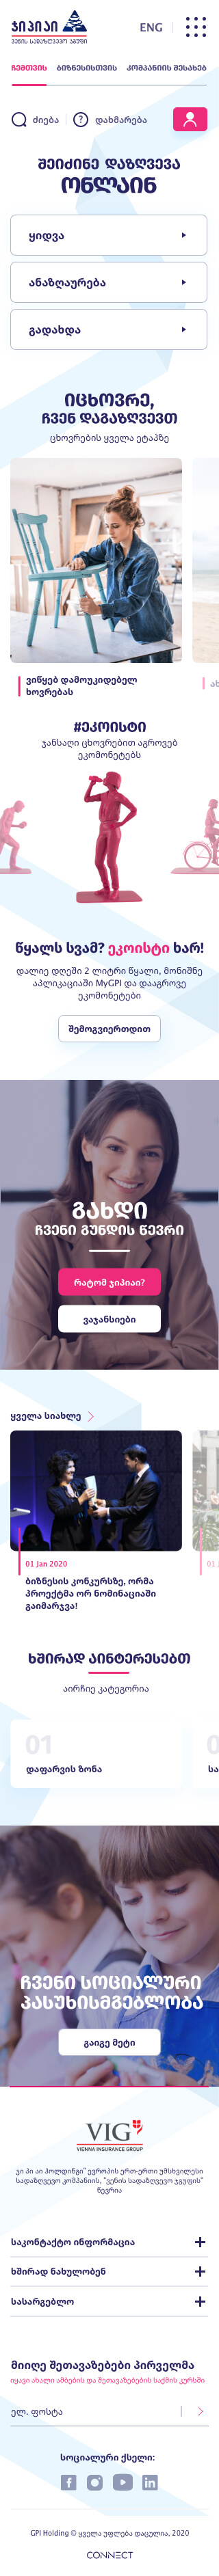 ჯიპიაი
ვენის სადაზღვევო ჯგუფი
ENG
ჩემთვის
ბიზნესისთვის
კომპანიის შესახებ
ძიება
დახმარება
შეიძინე დაზღვევა
ონლაინ
ყიდვა
ანაზღაურება
გადახდა
იცხოვრე,
ჩვენ დაგაზღვევთ
ცხოვრების ყველა ეტაპზე
ვიწყებ დამოუკიდებელ
ცხოვრებას
ახ
#ეკოისტი
ჯანსაღი ცხოვრებით აგროვებ
ეკომონეტებს
წყალს სვამ? ეკოისტი ხარ!
დალიე დღეში 2 ლიტრი წყალი, მონიშნე
აპლიკაციაში MyGPI და დააგროვე
ეკომონეტები
შემოგვიერთდით
გახდი
ჩვენი გუნდის წევრი
რატომ ჯიპიაი?
ვაკანსიები
ყველა სიახლე
01 Jan 2020
01 J
ბიზნესის კონკურსზე, ორმა
პროექტმა ორ ნომინაციაში
გაიმარჯვა!
ხშირად აინტერესებთ
აირჩიე კატეგორია
01
დაფარვის ზონა
0
სა
ჩვენი სოციალური
პასუხისმგებლობა
გაიგე მეტი
VIG
VIENNA INSURANCE GROUP
ჯი პი აი ჰოლდინგი" ევროპის ერთ-ერთი უმსხვილესი
სადაზღვევო კომპანიის, "ვენის სადაზღვევო ჯგუფის"
წევრია
საკონტაქტო ინფორმაცია
ხშირად ნახულობენ
სასარგებლო
მიიღე შეთავაზებები პირველმა
იყავი ახალი ამბების და შეთავაზებების საქმის კურსში
ელ. ფოსტა
სოციალური ქსელი:
GPI Holding © ყველა უფლება დაცულია, 2020
CONNECT